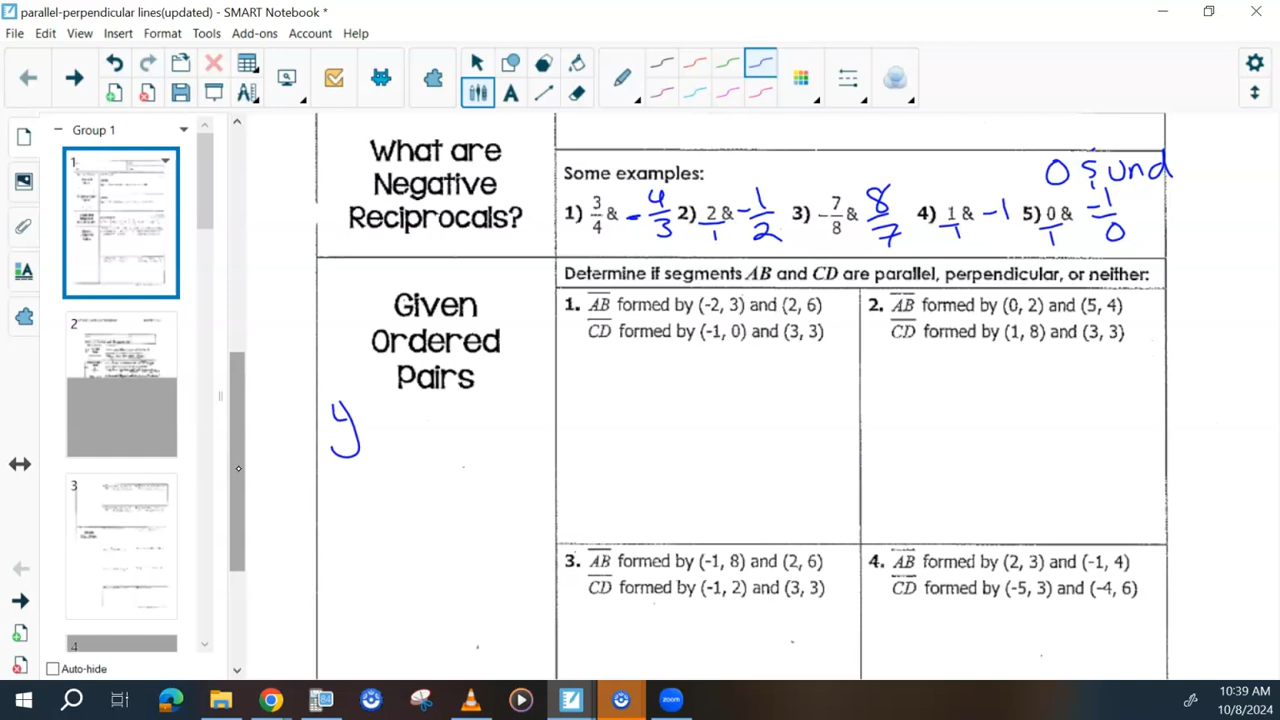 parallel-perpendicular lines(updated) - SMART Notebook *
File Edit View Insert Format Tools Add-ons Account Help
Group 1
1
2
3
4
Auto-hide
What are
Negative
Reciprocals?
Some examples:
0 & und
1) 3/4 & -4/3 2) 2/1 & -1/2 3) -7/8 & 8/7 4) 1/1 & -1 5) 0/1 & -1/0
Given
Ordered
Pairs
y
Determine if segments AB and CD are parallel, perpendicular, or neither:
1. AB formed by (-2, 3) and (2, 6)
CD formed by (-1, 0) and (3, 3)
2. AB formed by (0, 2) and (5, 4)
CD formed by (1, 8) and (3, 3)
3. AB formed by (-1, 8) and (2, 6)
CD formed by (-1, 2) and (3, 3)
4. AB formed by (2, 3) and (-1, 4)
CD formed by (-5, 3) and (-4, 6)
zoom
10:39 AM
10/8/2024